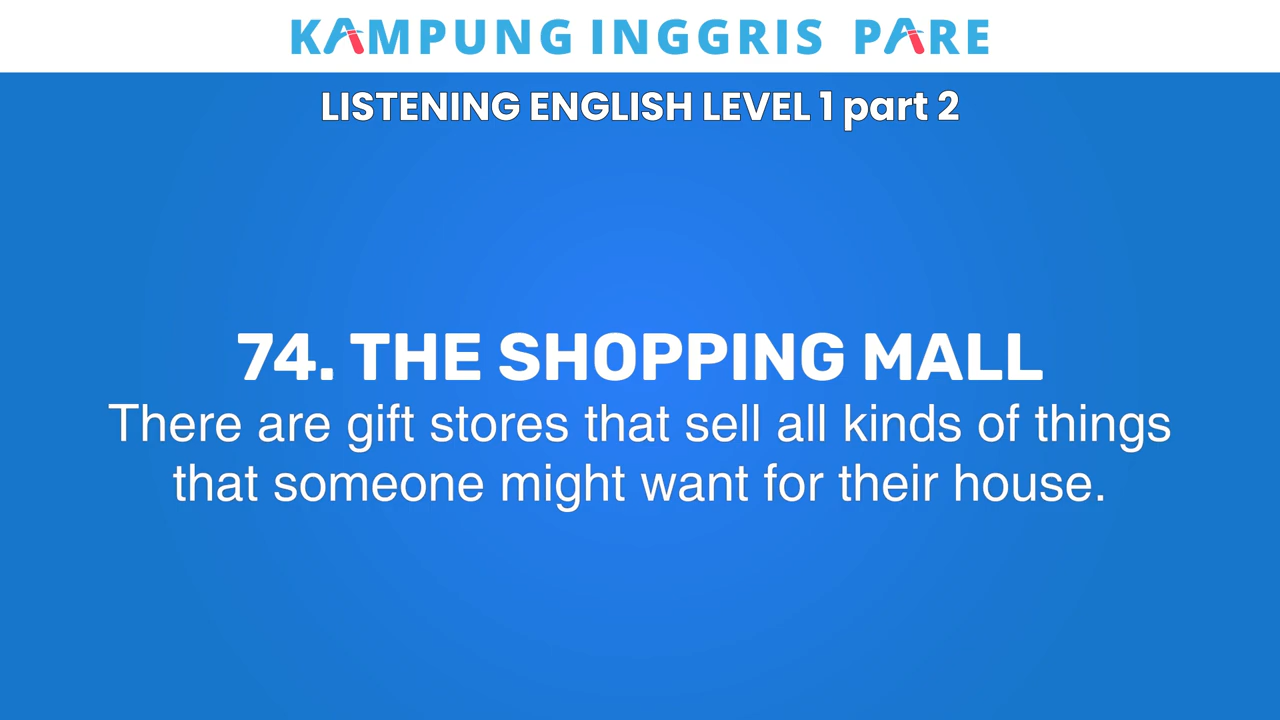 KAMPUNG INGGRIS PARE
LISTENING ENGLISH LEVEL 1 part 2
74. THE SHOPPING MALL
There are gift stores that sell all kinds of things
that someone might want for their house.